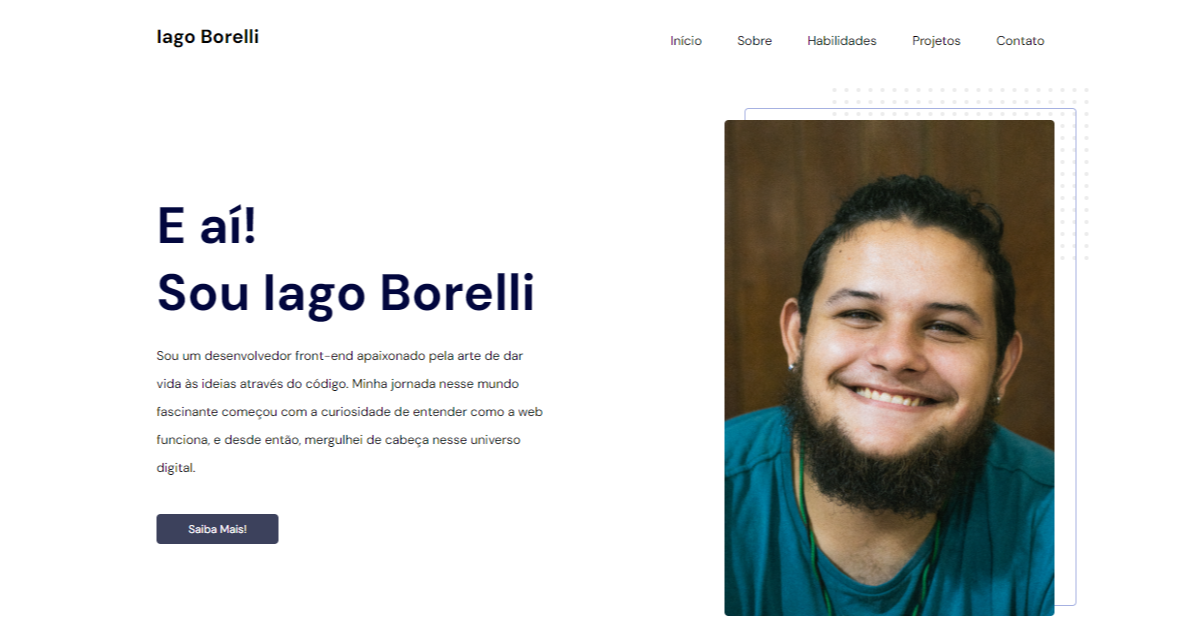 Iago Borelli
Início Sobre Habilidades Projetos Contato
E aí!
Sou Iago Borelli
Sou um desenvolvedor front-end apaixonado pela arte de dar
vida às ideias através do código. Minha jornada nesse mundo
fascinante começou com a curiosidade de entender como a web
funciona, e desde então, mergulhei de cabeça nesse universo
digital.
Saiba Mais!